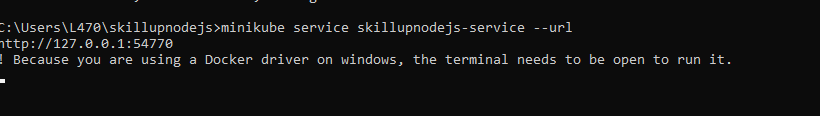 C:\Users\L470\skillupnodejs>minikube service skillupnodejs-service --url
http://127.0.0.1:54770
! Because you are using a Docker driver on windows, the terminal needs to be open to run it.